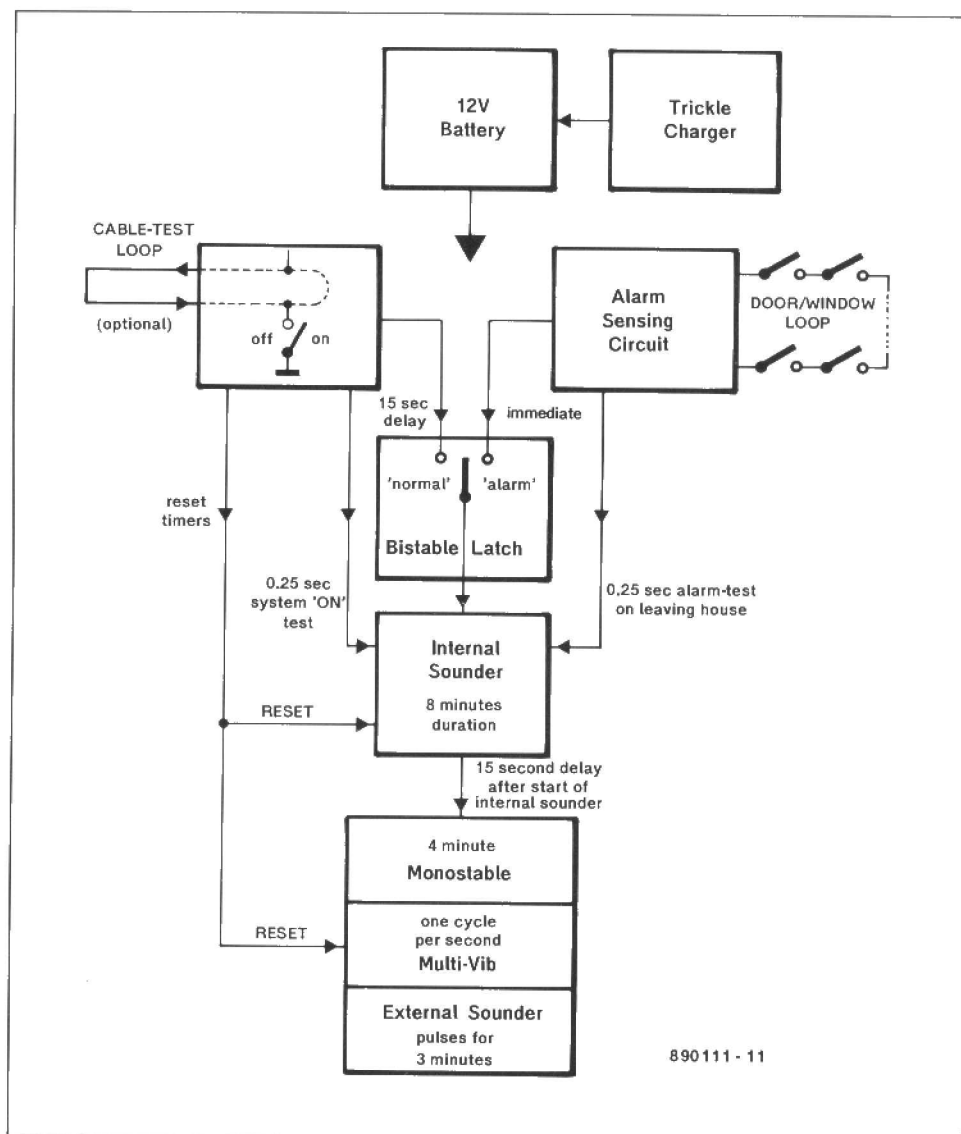 12V
Battery
Trickle
Charger
CABLE-TEST
LOOP
(optional)
off
on
Alarm
Sensing
Circuit
DOOR/WINDOW
LOOP
15 sec
delay
immediate
'normal'
'alarm'
Bistable Latch
reset
timers
0.25 sec
system 'ON'
test
0,25 sec alarm-test
on leaving house
Internal
Sounder
8 minutes
duration
RESET
15 second delay
after start of
internal sounder
4 minute
Monostable
one cycle
per second
Multi-Vib
RESET
External Sounder
pulses for
3 minutes
890111 - 11